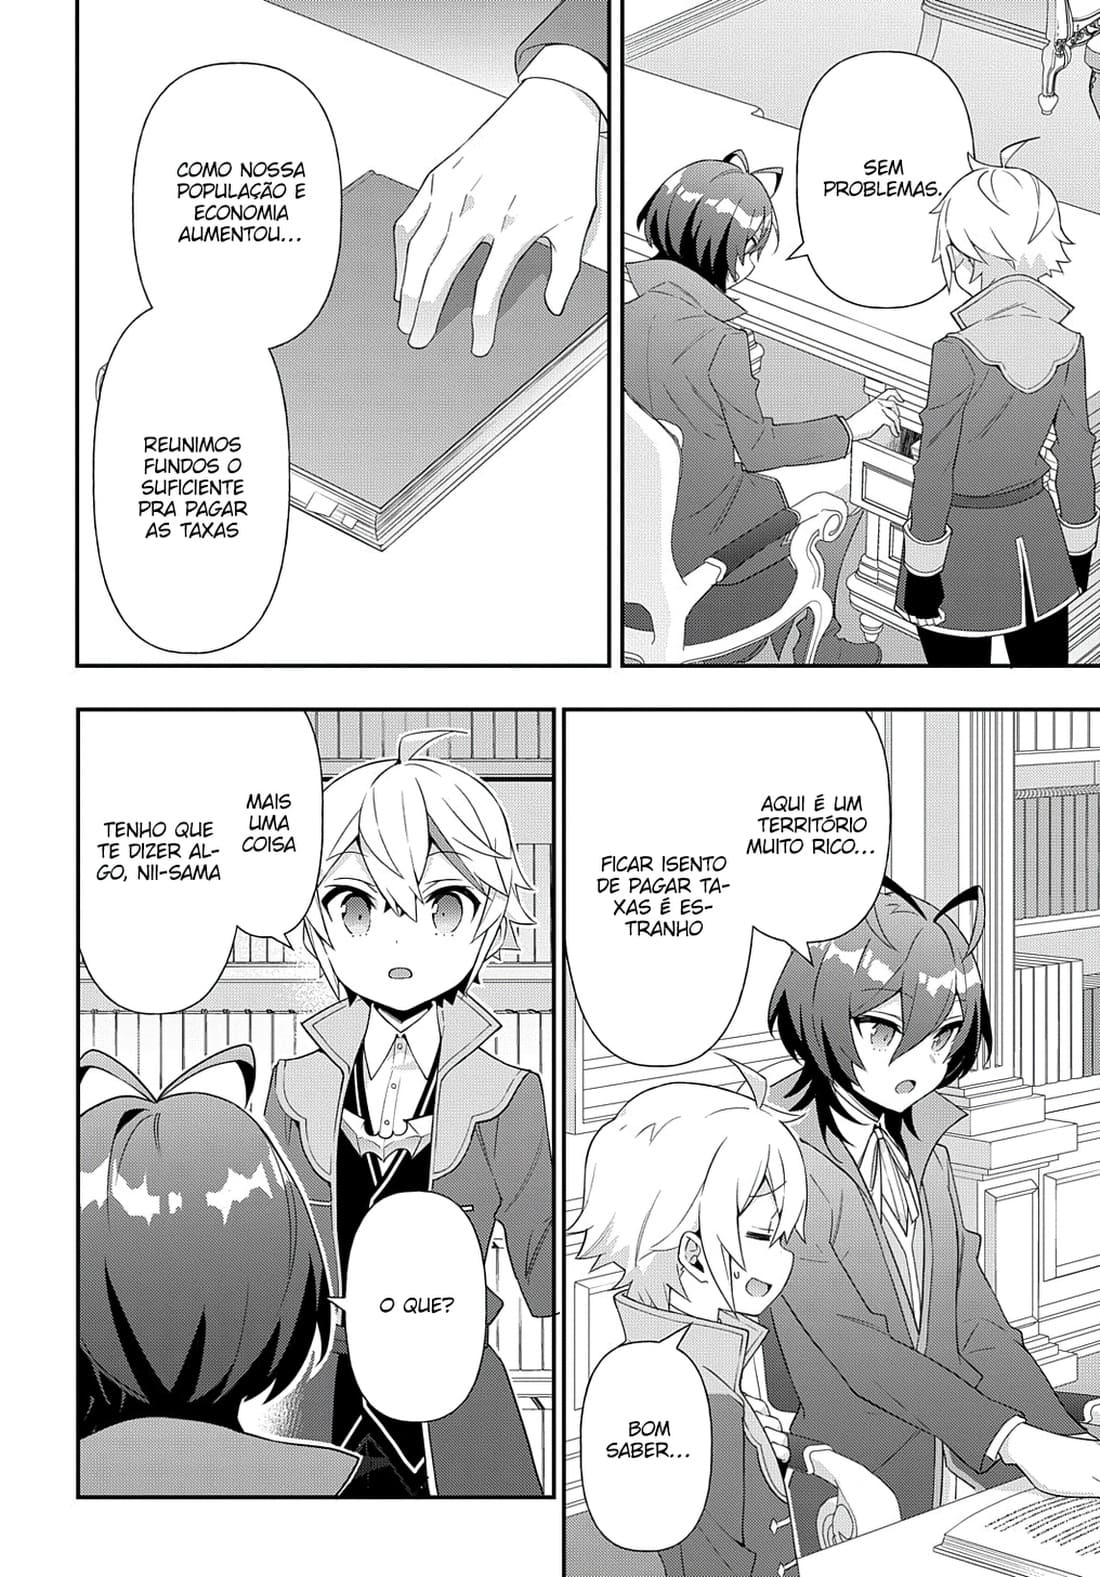 SEM
PROBLEMAS.
COMO NOSSA
POPULAÇÃO E
ECONOMIA
AUMENTOU...
REUNIMOS
FUNDOS O
SUFICIENTE
PRA PAGAR
AS TAXAS
AQUI É UM
TERRITÓRIO
MUITO RICO...
FICAR ISENTO
DE PAGAR TA-
XAS É ES-
TRANHO
BOM
SABER...
MAIS
UMA
COISA
TENHO QUE
TE DIZER AL-
GO, NII-SAMA
O QUE?